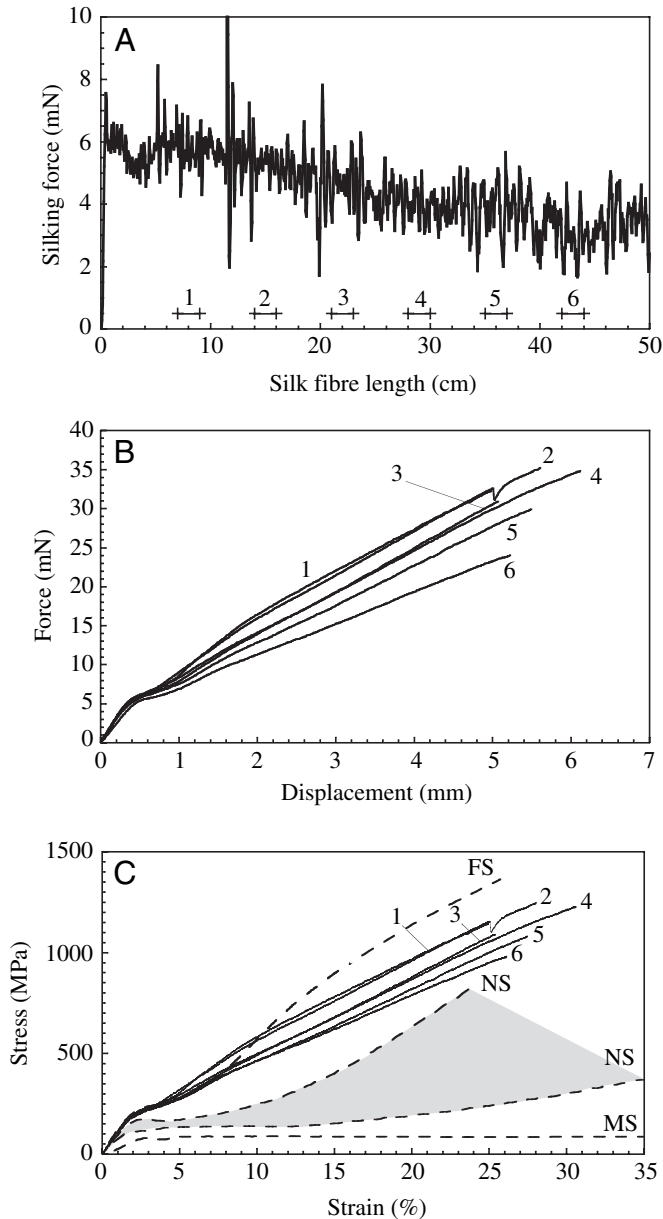 A
10
8
6
4
2
0
Silking force (mN)
1 2 3 4 5 6
0 10 20 30 40 50
Silk fibre length (cm)
B
40
35
30
25
20
15
10
5
0
Force (mN)
1
2
3
4
5
6
0 1 2 3 4 5 6 7
Displacement (mm)
C
1500
1000
500
0
Stress (MPa)
FS
1
2
3
4
5
6
NS
NS
MS
0 5 10 15 20 25 30 35
Strain (%)